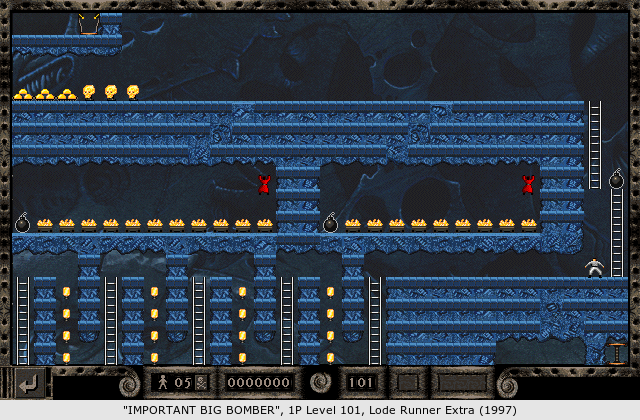 05 0000000 101
"IMPORTANT BIG BOMBER", 1P Level 101, Lode Runner Extra (1997)